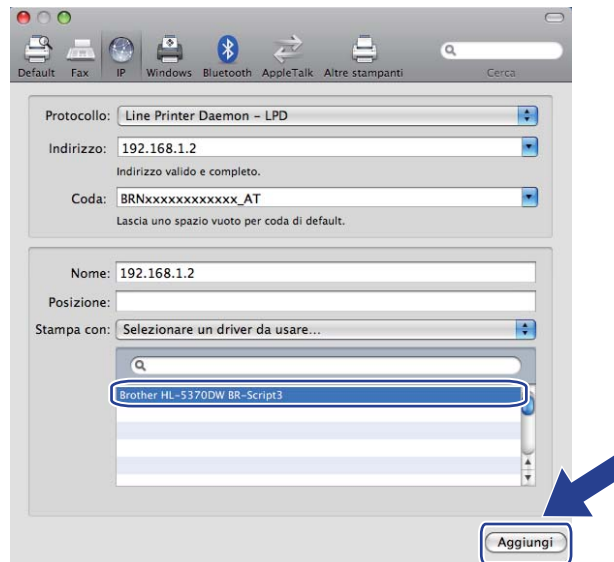 Default Fax IP Windows Bluetooth AppleTalk Altre stampanti Cerca
Protocollo: Line Printer Daemon – LPD
Indirizzo: 192.168.1.2
Indirizzo valido e completo.
Coda: BRNxxxxxxxxxxxx_AT
Lascia uno spazio vuoto per coda di default.
Nome: 192.168.1.2
Posizione:
Stampa con: Selezionare un driver da usare...
Brother HL-5370DW BR-Script3
Aggiungi